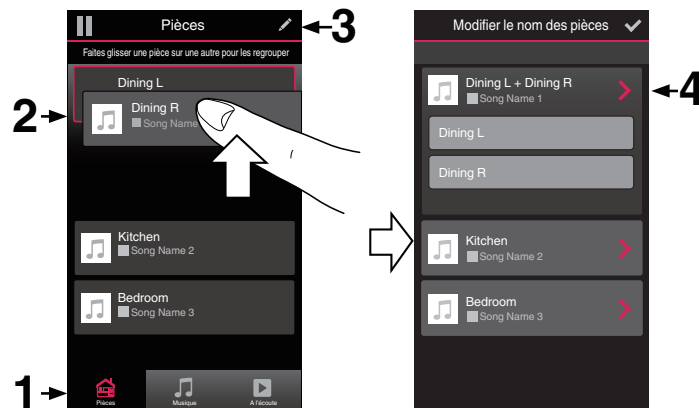 Pièces
3
Faites glisser une pièce sur une autre pour les regrouper
2
Dining L
Dining R
Song Name
Kitchen
Song Name 2
Bedroom
Song Name 3
1
Pièces
Musique
A l'écoute
Modifier le nom des pièces
Dining L + Dining R
Song Name 1
4
Dining L
Dining R
Kitchen
Song Name 2
Bedroom
Song Name 3